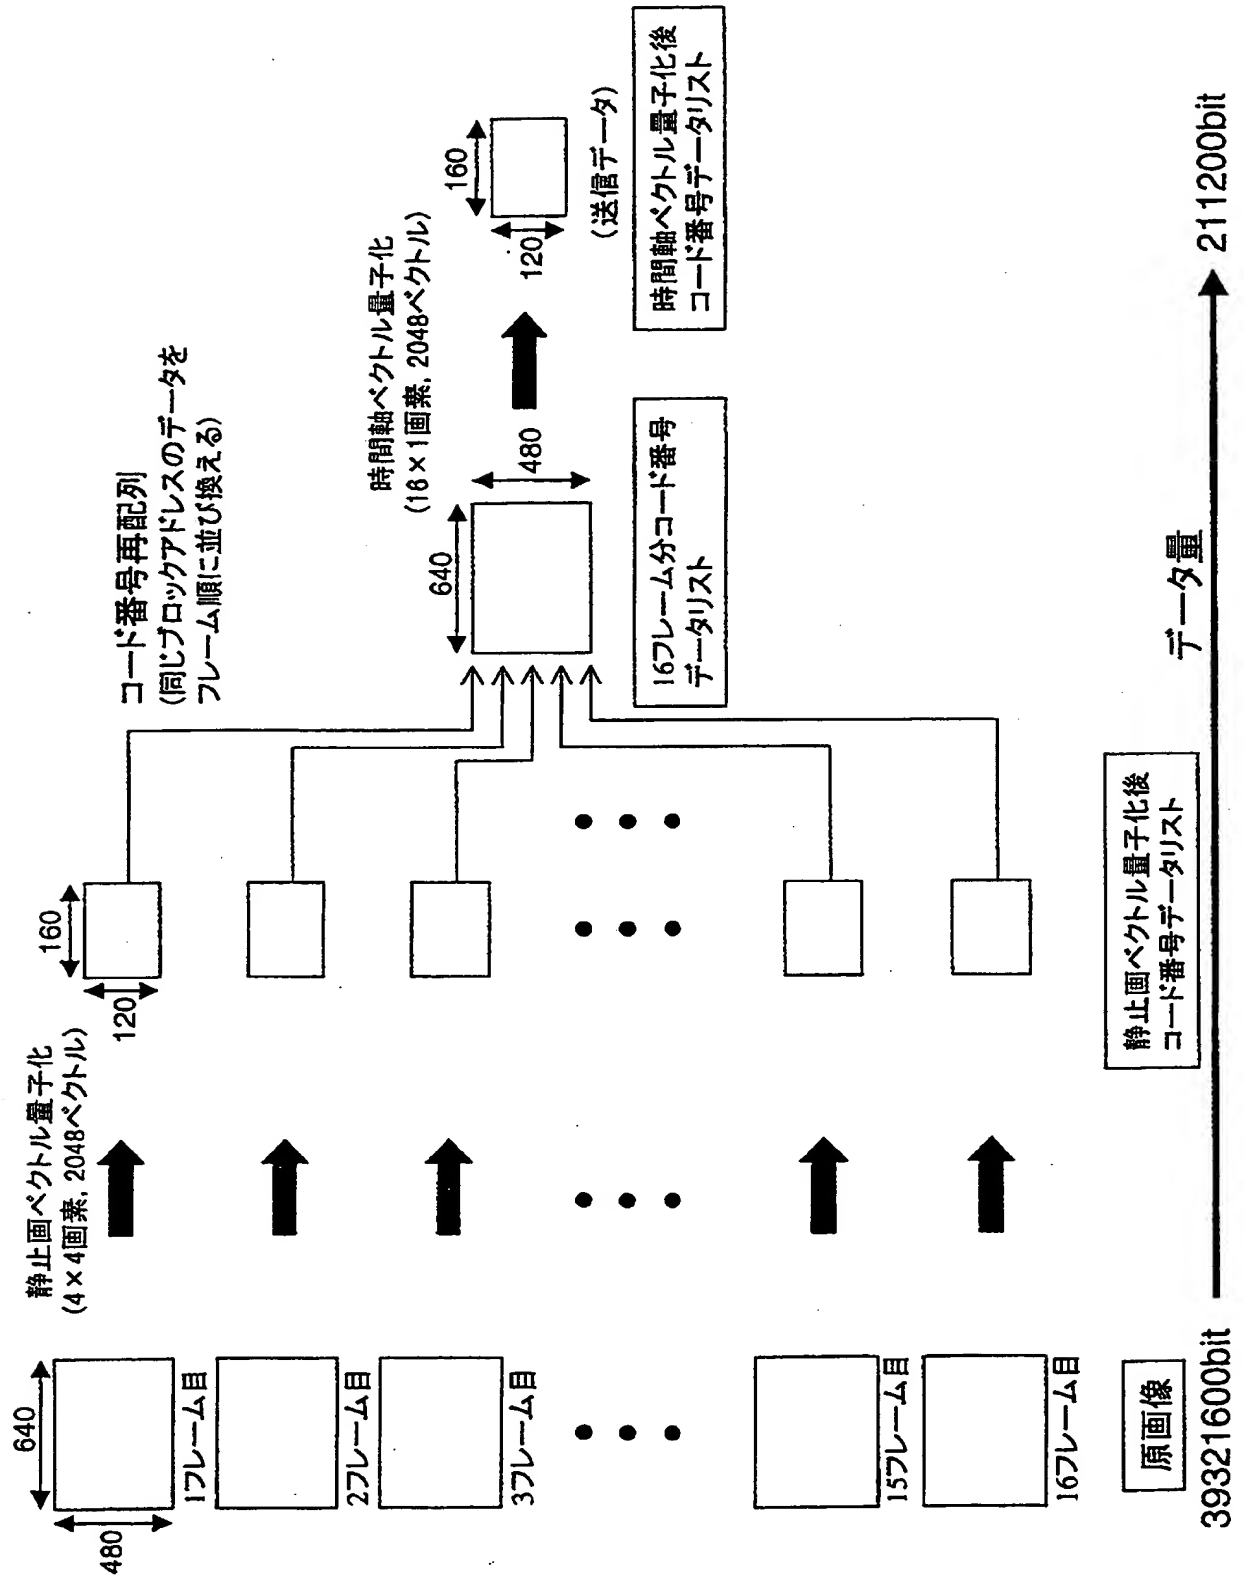 静止画ベクトル量子化
(4×4画素, 2048ベクトル)
コード番号再配列
(同じブロックアドレスのデータを
フレーム順に並び換える)
時間軸ベクトル量子化
(16×1画素, 2048ベクトル)
640
480
1フレーム目
2フレーム目
3フレーム目
15フレーム目
16フレーム目
160
120
640
480
160
120
(送信データ)
原画像
静止画ベクトル量子化後
コード番号データリスト
16フレーム分コード番号
データリスト
時間軸ベクトル量子化後
コード番号データリスト
39321600bit
データ量
211200bit